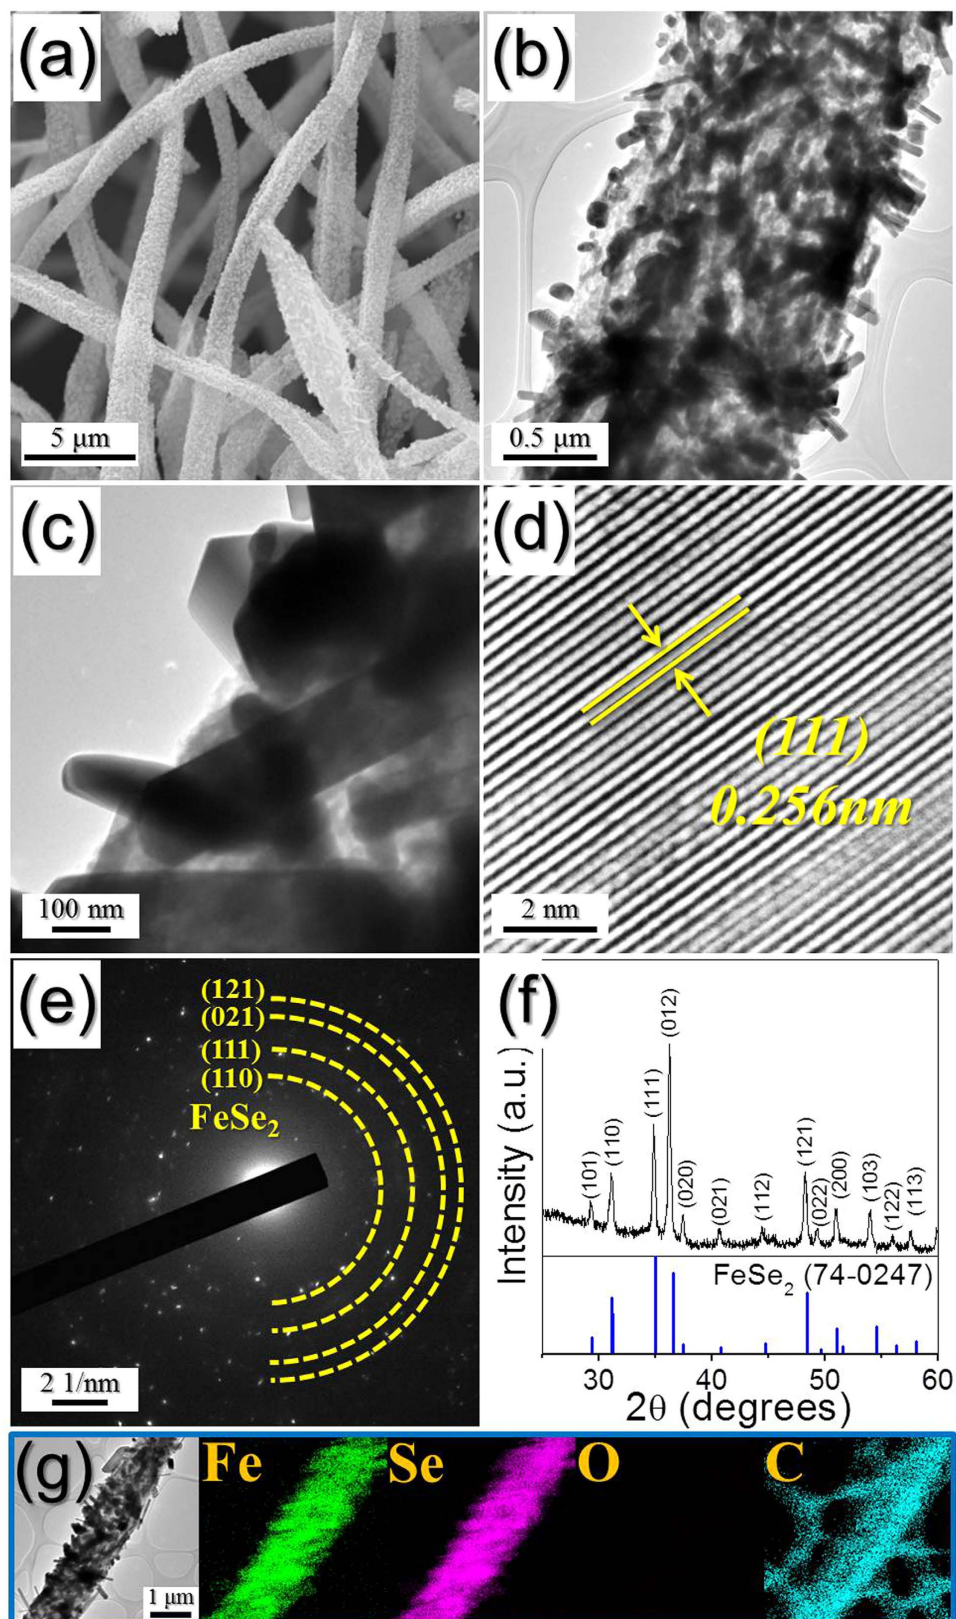 (a)
5 μm
(b)
0.5 μm
(c)
100 nm
(d)
(111)
0.256nm
2 nm
(e)
(121)
(021)
(111)
(110)
FeSe₂
2 1/nm
(f)
Intensity (a.u.)
(101)
(110)
(111)
(012)
(020)
(021)
(112)
(121)
(022)
(200)
(103)
(122)
(113)
FeSe₂ (74-0247)
30 40 50 60
2θ (degrees)
(g)
1 μm
Fe
Se
O
C